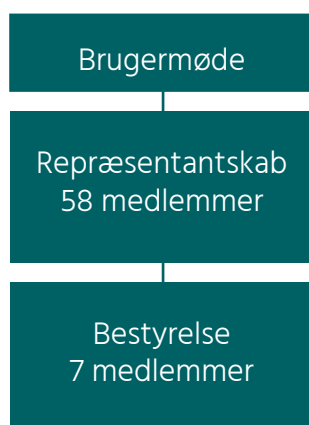 Brugermøde
Repræsentantskab
58 medlemmer
Bestyrelse
7 medlemmer